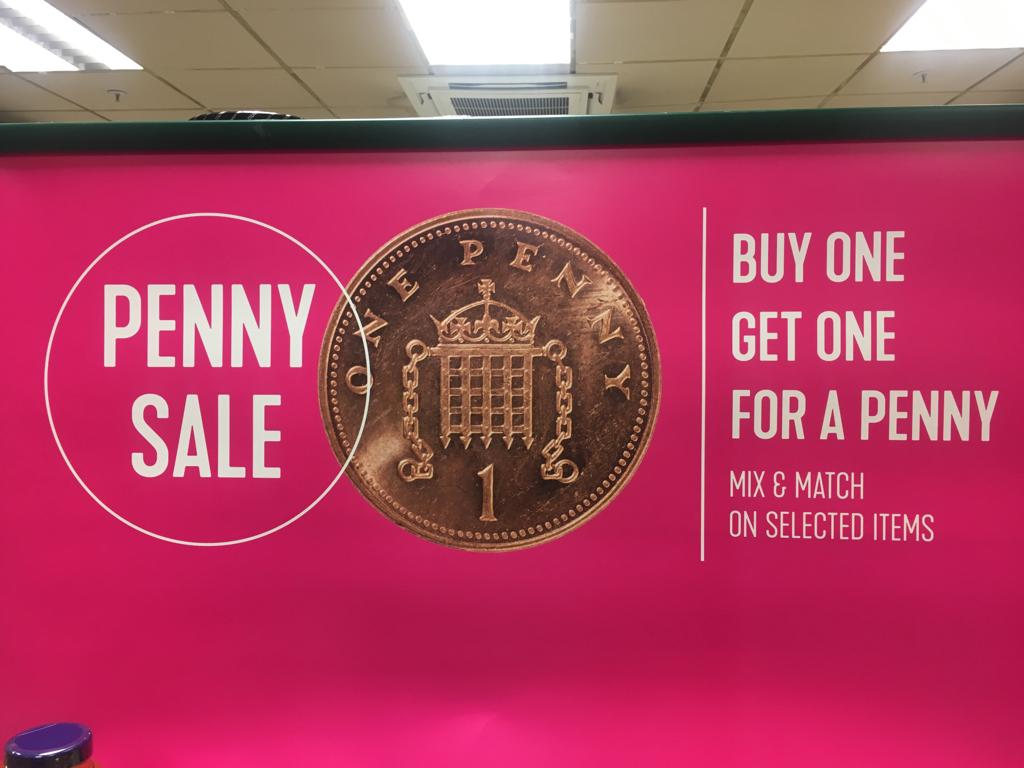 PENNY
SALE
ONE PENNY
1
BUY ONE
GET ONE
FOR A PENNY
MIX & MATCH
ON SELECTED ITEMS